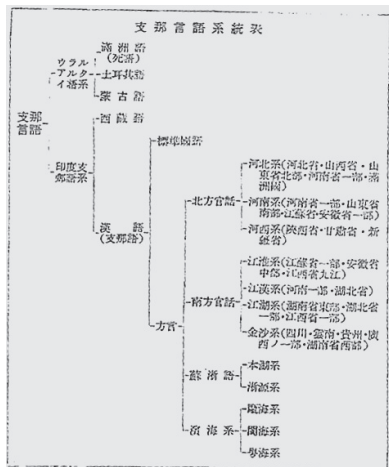 支那言語系統表
支那
言語
ウラル
アルタ
イ語系
滿洲語
(死語)
土耳其語
蒙古語
印度支
那語系
西藏語
漢語
(支那語)
標準國語
方言
北方官話
河北系(河北省·山西省·山
東省北部·河南省一部·滿
洲國)
河南系(河南省一部·山東省
南部·江蘇省·安徽省一部)
河西系(陝西省·甘肅省·新
疆省)
南方官話
江淮系(江蘇省一部·安徽省
中部·江西省九江)
江漢系(河南一部·湖北省)
江湖系(湖南省東部·湖北省
一部·江西省一部)
金沙系(四川·雲南·貴州·廣
西ノ一部·湖南省西部)
蘇浙語
本湖系
浙源系
濱海系
甌海系
閩海系
粵海系